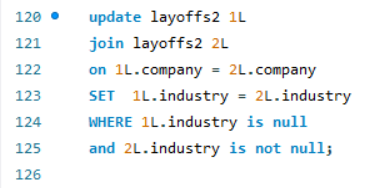 120 update layoffs2 1L
121 join layoffs2 2L
122 on 1L.company = 2L.company
123 SET 1L.industry = 2L.industry
124 WHERE 1L.industry is null
125 and 2L.industry is not null;
126